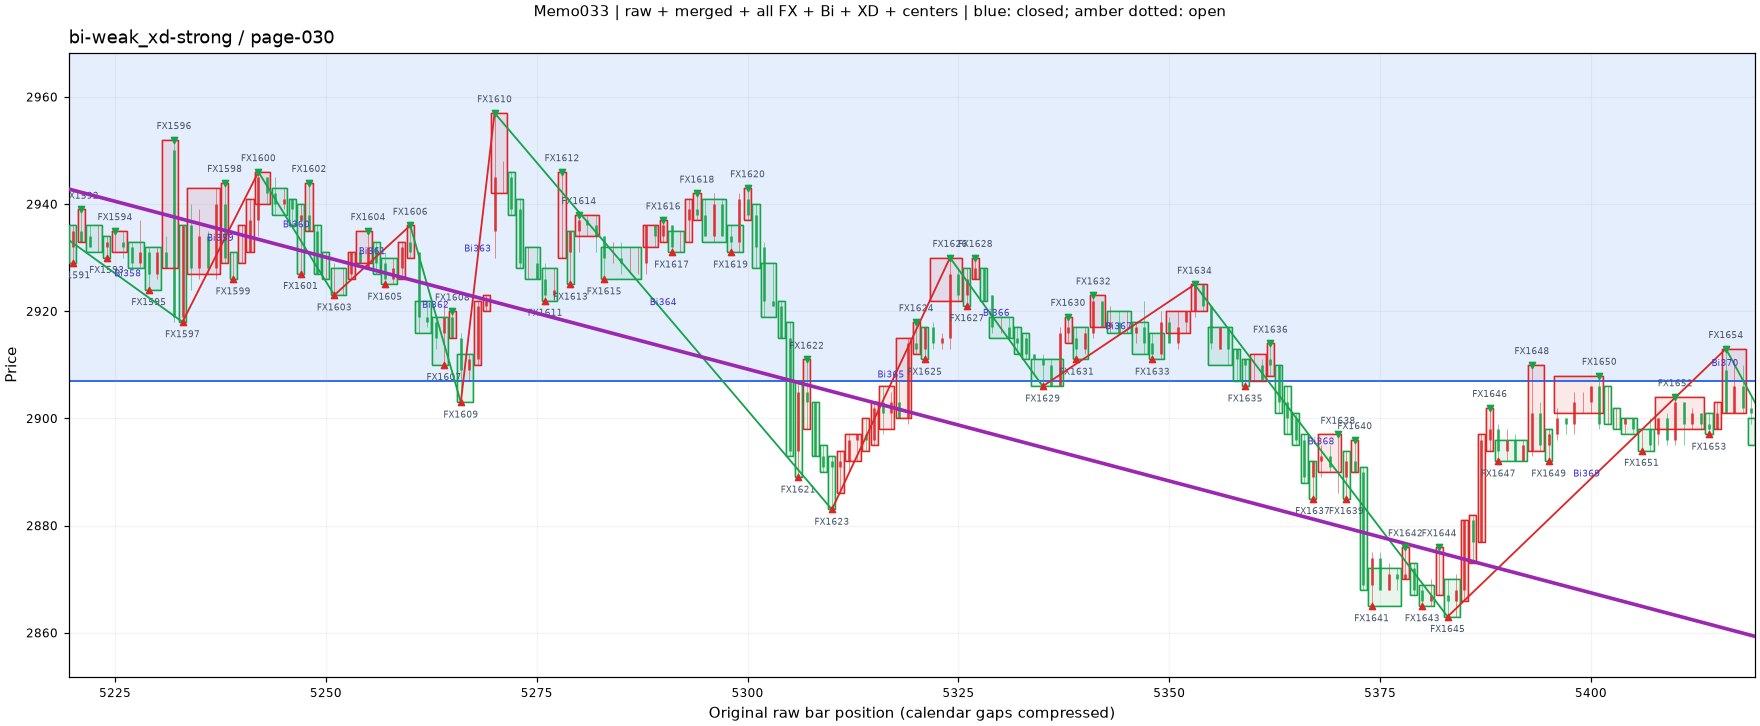 Memo033 | raw + merged + all FX + Bi + XD + centers | blue: closed; amber dotted: open
bi-weak_xd-strong / page-030
Price
2960
2940
2920
2900
2880
2860
FX1610
FX1596
FX1598
FX1600
FX1602
FX1612
FX1618
FX1620
FX1594
FX1604
FX1606
FX1614
FX1616
Bi359
Bi360
Bi363
FX1628
FX1593
Bi358
FX1617
FX1619
FX1595
FX1599
FX1601
FX1603
FX1605
FX1613
FX1615
FX1632
FX1634
FX1597
Bi362
FX1608
FX1611
Bi364
FX1624
FX1627
Bi366
FX1630
Bi367
FX1607
FX1609
FX1622
Bi365
FX1625
FX1629
FX1631
FX1633
FX1635
FX1636
FX1621
FX1623
FX1638
FX1640
Bi368
FX1637
FX1639
FX1646
FX1648
FX1650
FX1652
FX1654
Bi370
FX1647
FX1649
Bi369
FX1651
FX1653
FX1642
FX1644
FX1641
FX1643
FX1645
5225
5250
5275
5300
5325
5350
5375
5400
Original raw bar position (calendar gaps compressed)